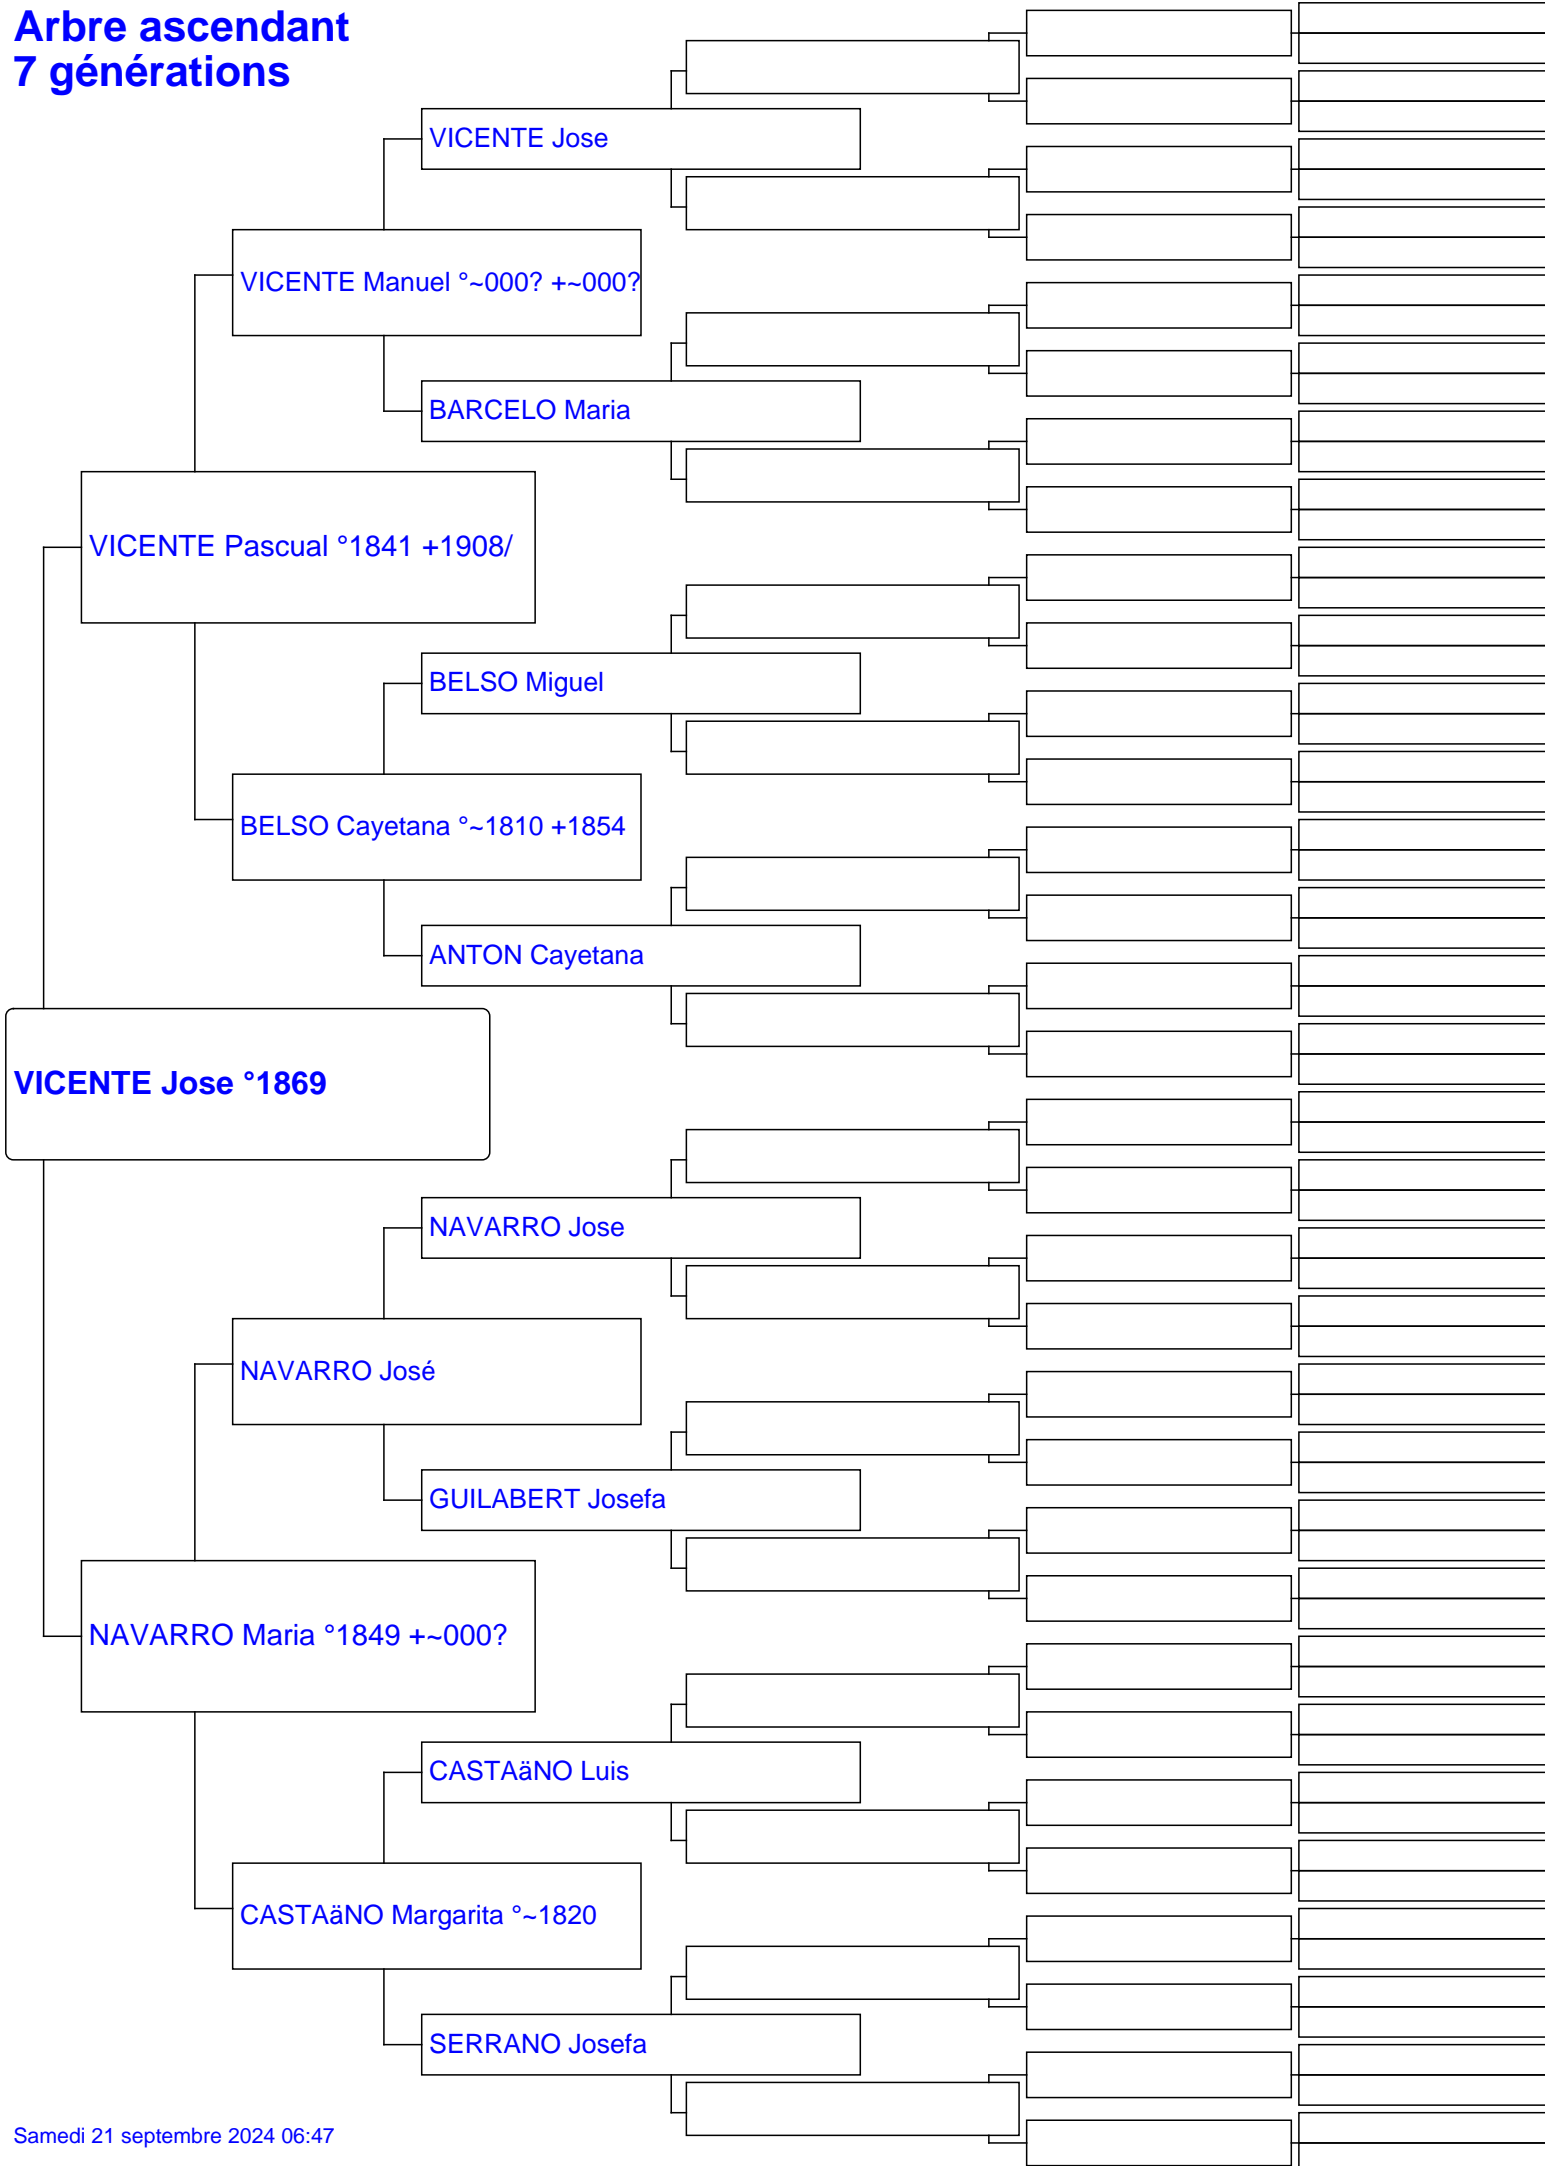 Arbre ascendant
7 générations
VICENTE Jose
VICENTE Manuel °~000? +~000?
BARCELO Maria
VICENTE Pascual °1841 +1908/
BELSO Miguel
BELSO Cayetana °~1810 +1854
ANTON Cayetana
VICENTE Jose °1869
NAVARRO Jose
NAVARRO José
GUILABERT Josefa
NAVARRO Maria °1849 +~000?
CASTAäNO Luis
CASTAäNO Margarita °~1820
SERRANO Josefa
Samedi 21 septembre 2024 06:47